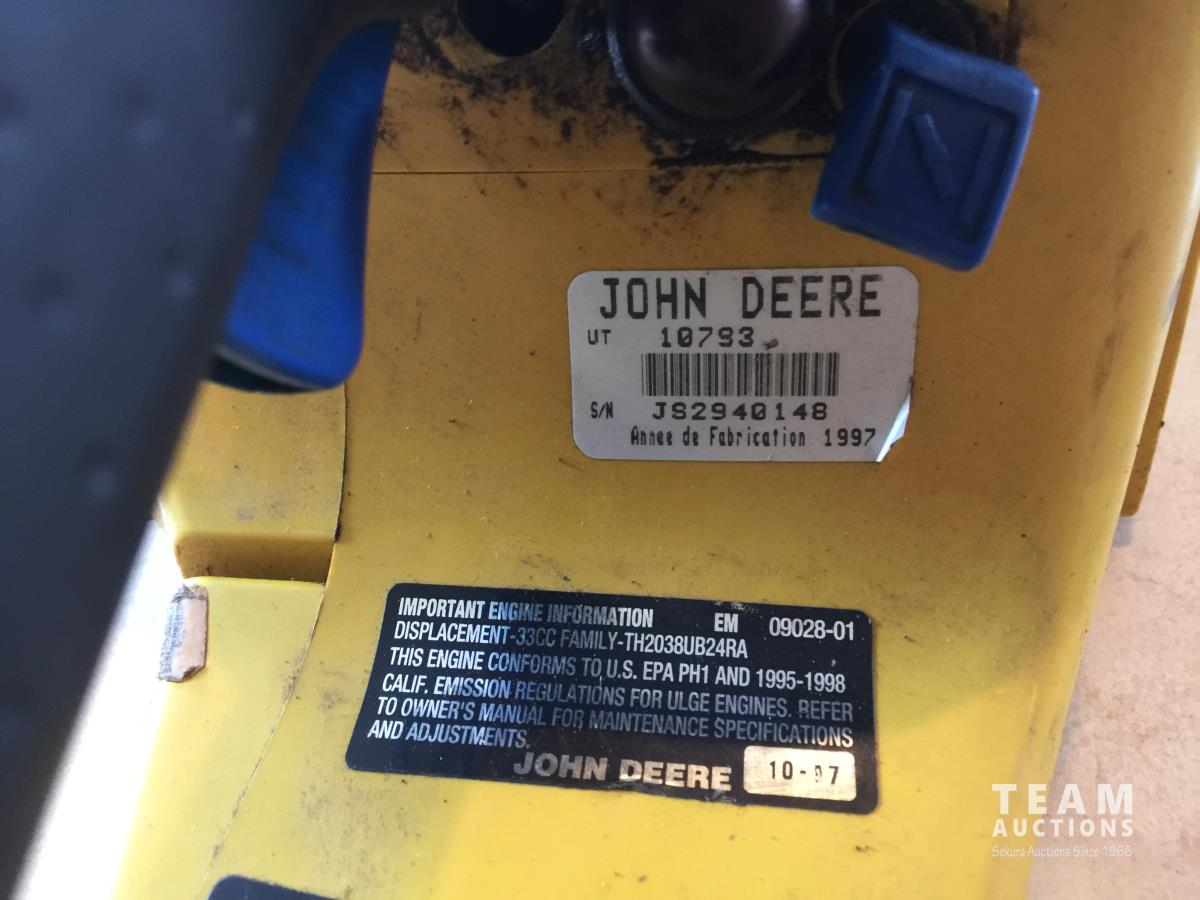 JOHN DEERE
UT 10793
S/N JS2940148
Annee de Fabrication 1997
IMPORTANT ENGINE INFORMATION EM 09028-01
DISPLACEMENT-33CC FAMILY-TH2038UB24RA
THIS ENGINE CONFORMS TO U.S. EPA PH1 AND 1995-1998
CALIF. EMISSION REGULATIONS FOR ULGE ENGINES. REFER
TO OWNER'S MANUAL FOR MAINTENANCE SPECIFICATIONS
AND ADJUSTMENTS.
JOHN DEERE 10-97
TEAM
AUCTIONS
Sekura Auctions Since 1966